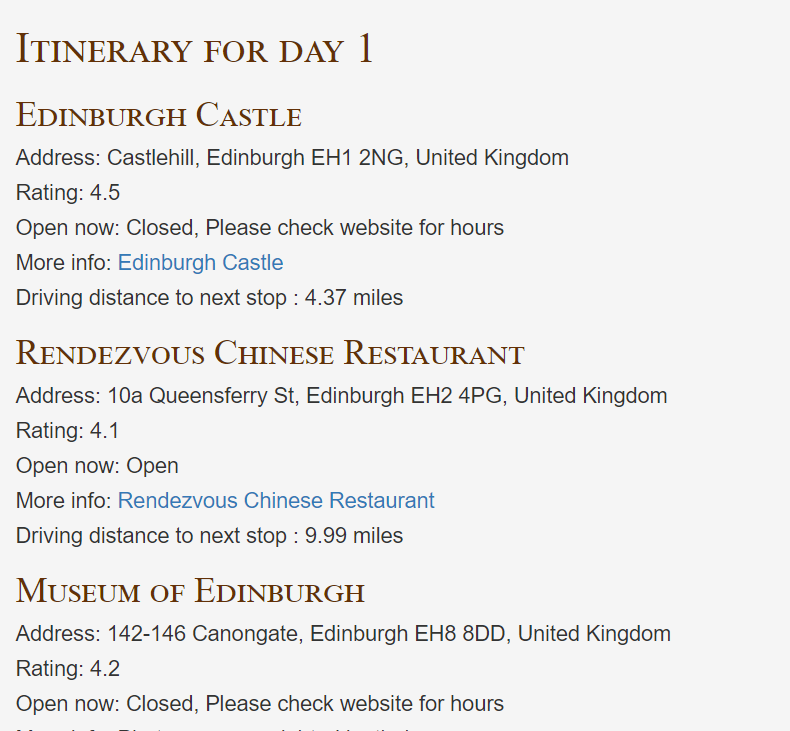 Itinerary for day 1
Edinburgh Castle
Address: Castlehill, Edinburgh EH1 2NG, United Kingdom
Rating: 4.5
Open now: Closed, Please check website for hours
More info: Edinburgh Castle
Driving distance to next stop : 4.37 miles
Rendezvous Chinese Restaurant
Address: 10a Queensferry St, Edinburgh EH2 4PG, United Kingdom
Rating: 4.1
Open now: Open
More info: Rendezvous Chinese Restaurant
Driving distance to next stop : 9.99 miles
Museum of Edinburgh
Address: 142-146 Canongate, Edinburgh EH8 8DD, United Kingdom
Rating: 4.2
Open now: Closed, Please check website for hours